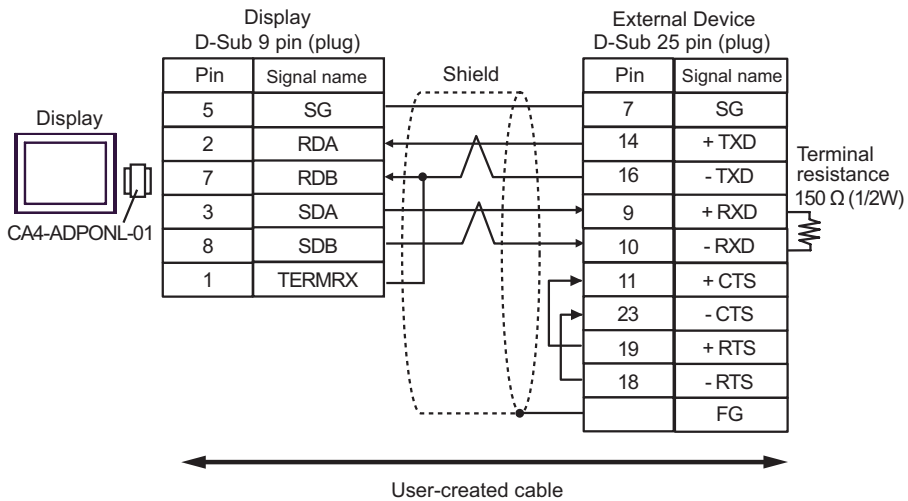 Display
D-Sub 9 pin (plug)
External Device
D-Sub 25 pin (plug)
Pin Signal name
Shield
Pin Signal name
5 SG
7 SG
Display
2 RDA
14 + TXD
7 RDB
16 - TXD
Terminal
resistance
150 Ω (1/2W)
3 SDA
9 + RXD
CA4-ADPONL-01
8 SDB
10 - RXD
1 TERMRX
11 + CTS
23 - CTS
19 + RTS
18 - RTS
FG
User-created cable